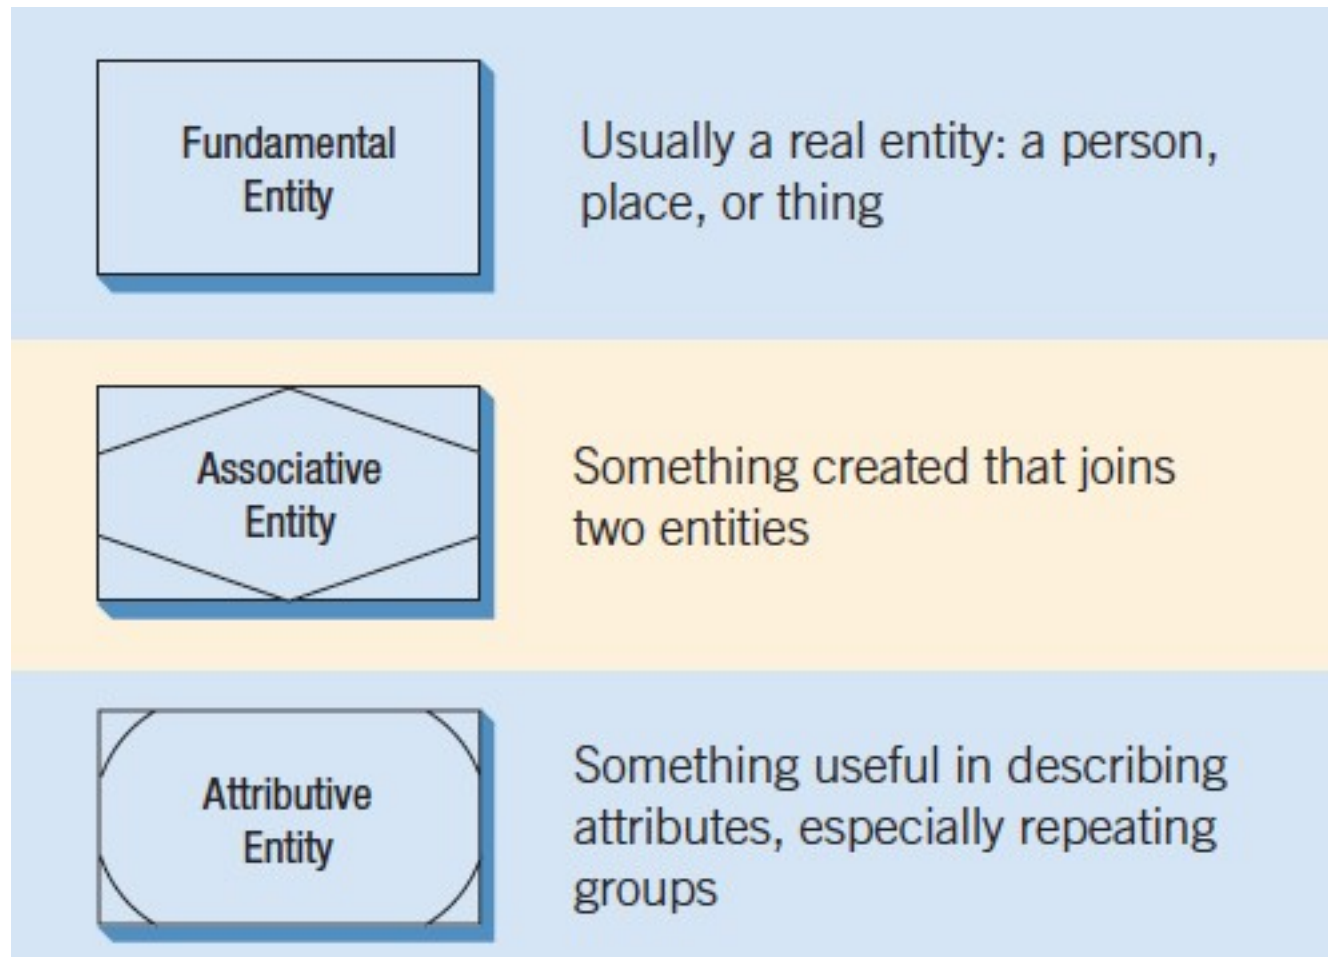 Fundamental
Entity
Usually a real entity: a person,
place, or thing
Associative
Entity
Something created that joins
two entities
Attributive
Entity
Something useful in describing
attributes, especially repeating
groups